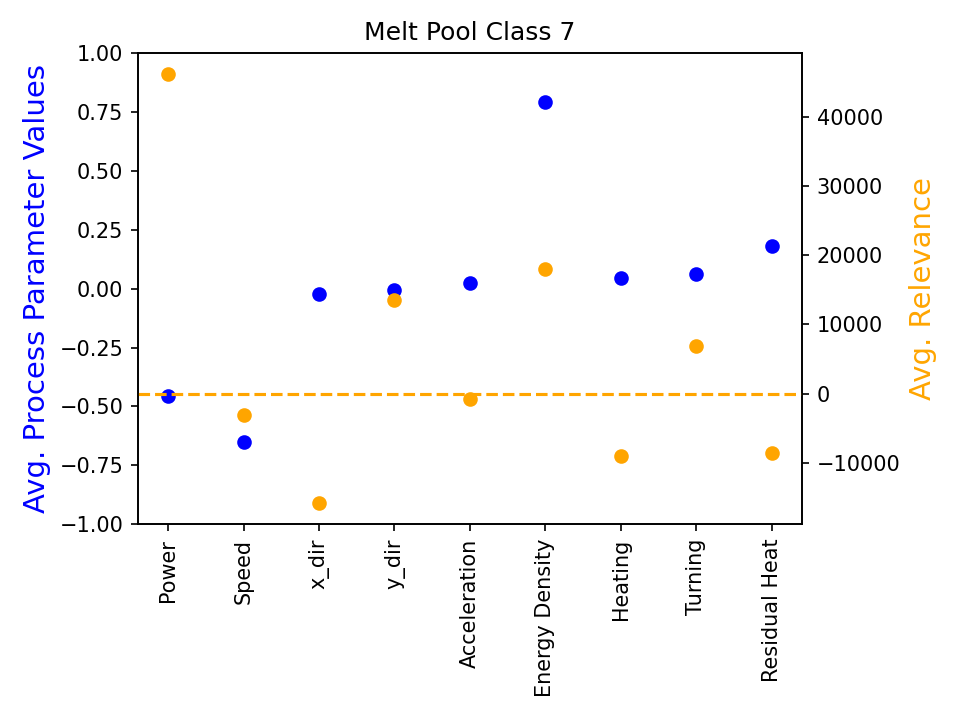 Melt Pool Class 7
Avg. Process Parameter Values
1.00
0.75
0.50
0.25
0.00
−0.25
−0.50
−0.75
−1.00
40000
30000
20000
10000
0
−10000
Avg. Relevance
Power
Speed
x_dir
y_dir
Acceleration
Energy Density
Heating
Turning
Residual Heat